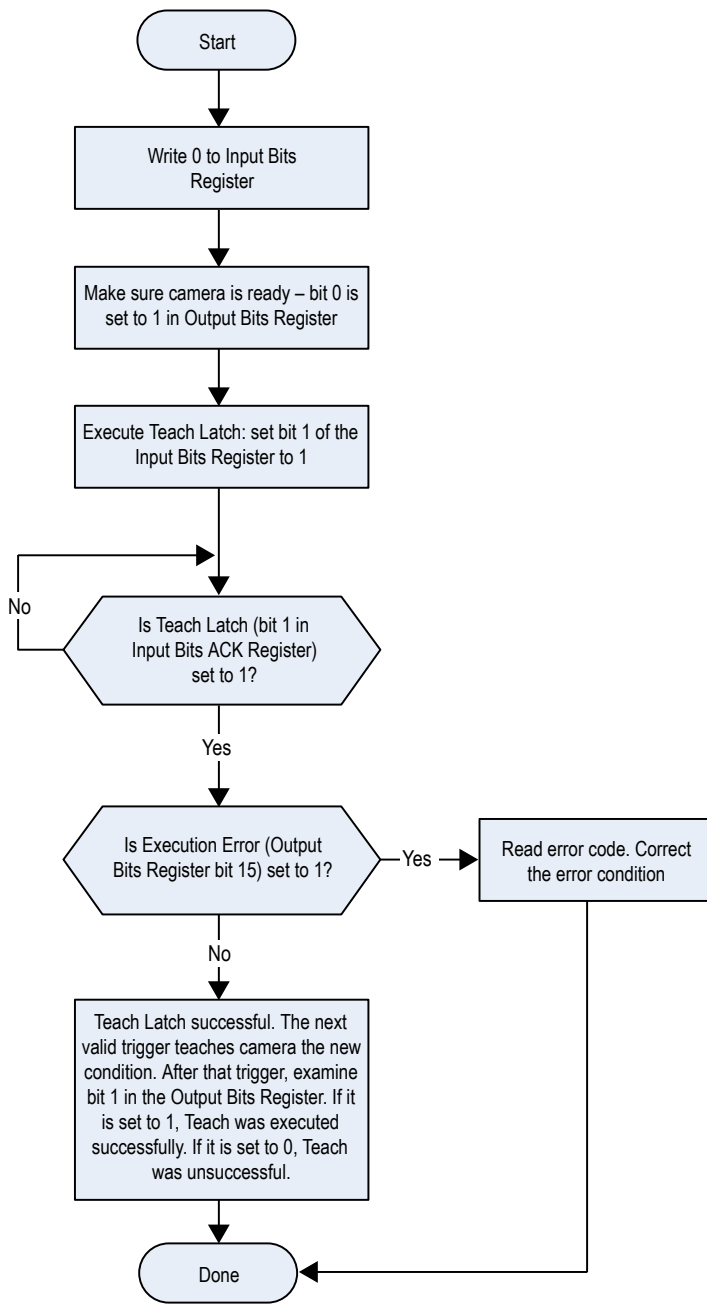 Start
Write 0 to Input Bits
Register
Make sure camera is ready – bit 0 is
set to 1 in Output Bits Register
Execute Teach Latch: set bit 1 of the
Input Bits Register to 1
No
Is Teach Latch (bit 1 in
Input Bits ACK Register)
set to 1?
Yes
Is Execution Error (Output
Bits Register bit 15) set to 1?
Yes
Read error code. Correct
the error condition
No
Teach Latch successful. The next
valid trigger teaches camera the new
condition. After that trigger, examine
bit 1 in the Output Bits Register. If it
is set to 1, Teach was executed
successfully. If it is set to 0, Teach
was unsuccessful.
Done